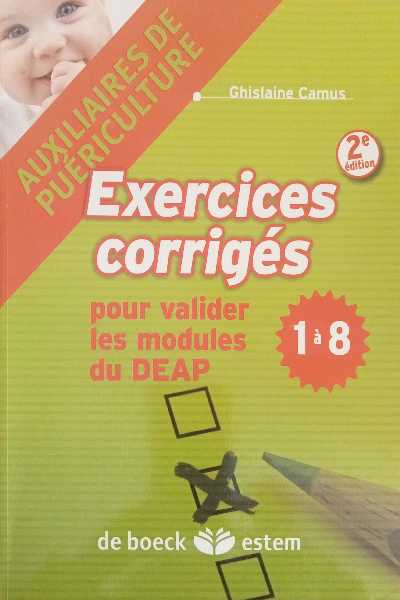 AUXILIAIRES DE
PUÉRICULTURE
Ghislaine Camus
2e
édition
Exercices
corrigés
pour valider
les modules
du DEAP
1 à 8
de boeck estem